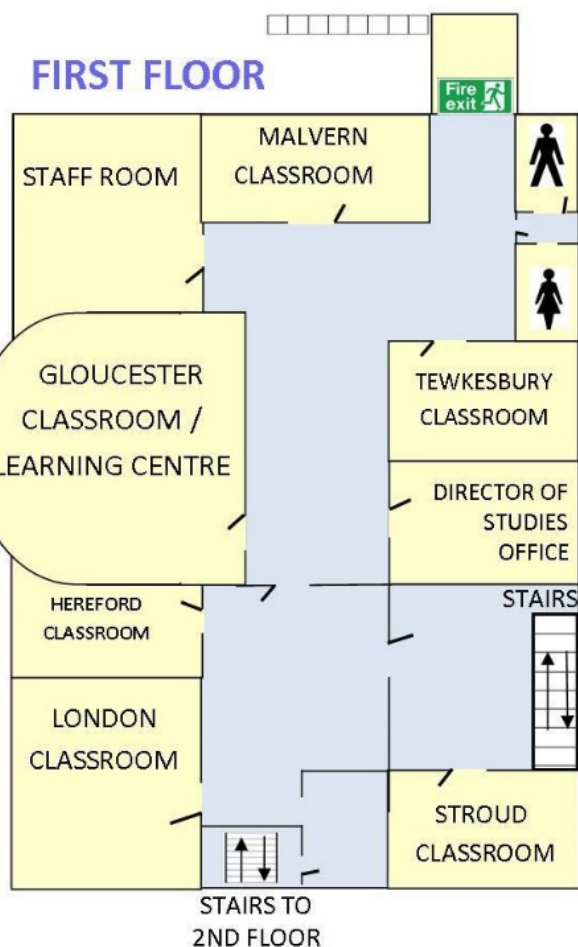 FIRST FLOOR
Fire
exit
MALVERN
CLASSROOM
STAFF ROOM
GLOUCESTER
CLASSROOM /
LEARNING CENTRE
TEWKESBURY
CLASSROOM
DIRECTOR OF
STUDIES
OFFICE
HEREFORD
CLASSROOM
STAIRS
LONDON
CLASSROOM
STROUD
CLASSROOM
STAIRS TO
2ND FLOOR